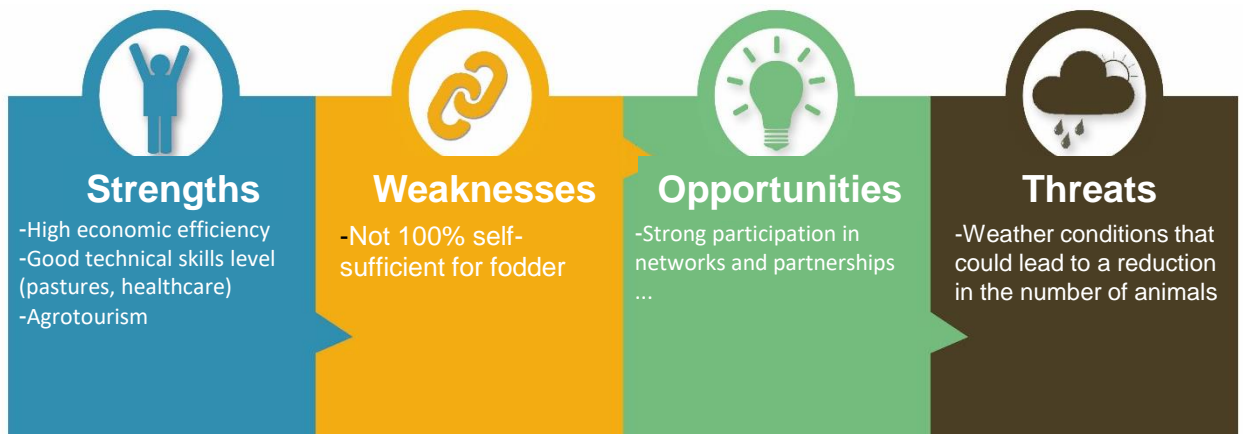 Strengths
-High economic efficiency
-Good technical skills level
(pastures, healthcare)
-Agrotourism
Weaknesses
-Not 100% self-
sufficient for fodder
Opportunities
-Strong participation in
networks and partnerships
...
Threats
-Weather conditions that
could lead to a reduction
in the number of animals